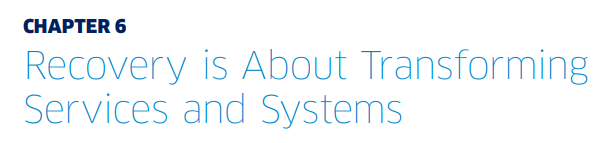 CHAPTER 6
Recovery is About Transforming
Services and Systems